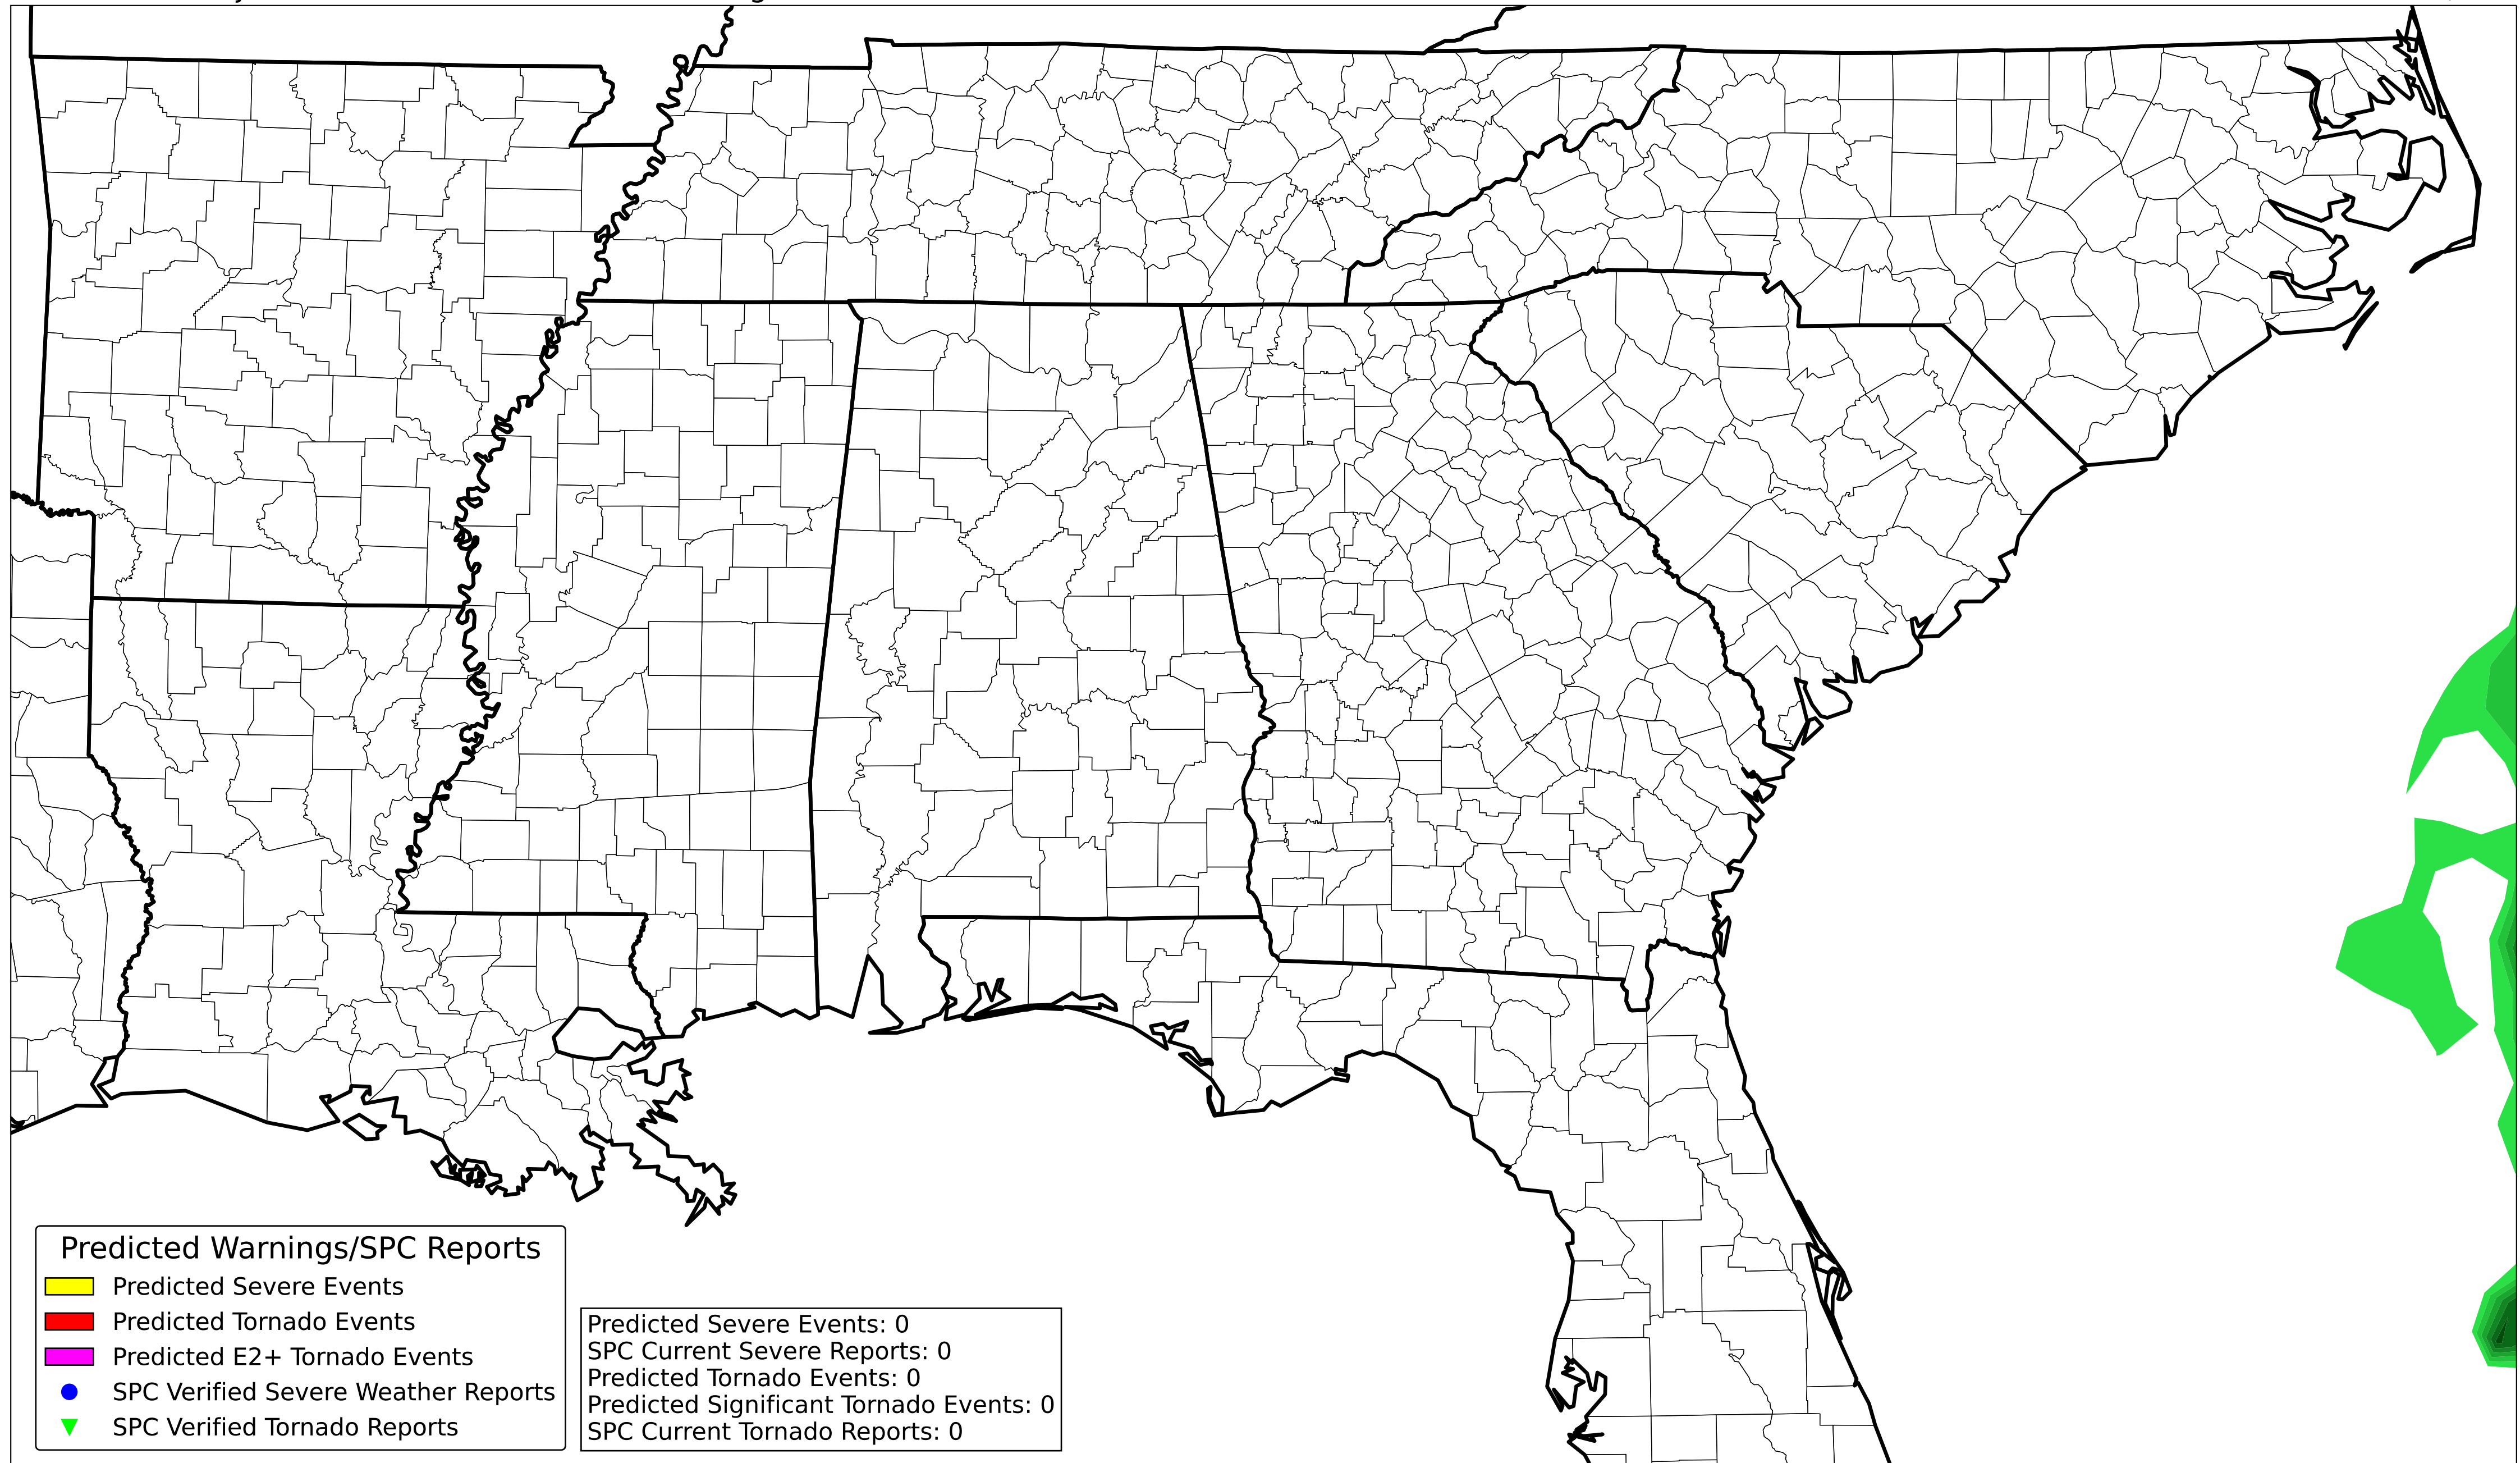 Predicted Warnings/SPC Reports
Predicted Severe Events
Predicted Tornado Events
Predicted E2+ Tornado Events
SPC Verified Severe Weather Reports
SPC Verified Tornado Reports
Predicted Severe Events: 0
SPC Current Severe Reports: 0
Predicted Tornado Events: 0
Predicted Significant Tornado Events: 0
SPC Current Tornado Reports: 0